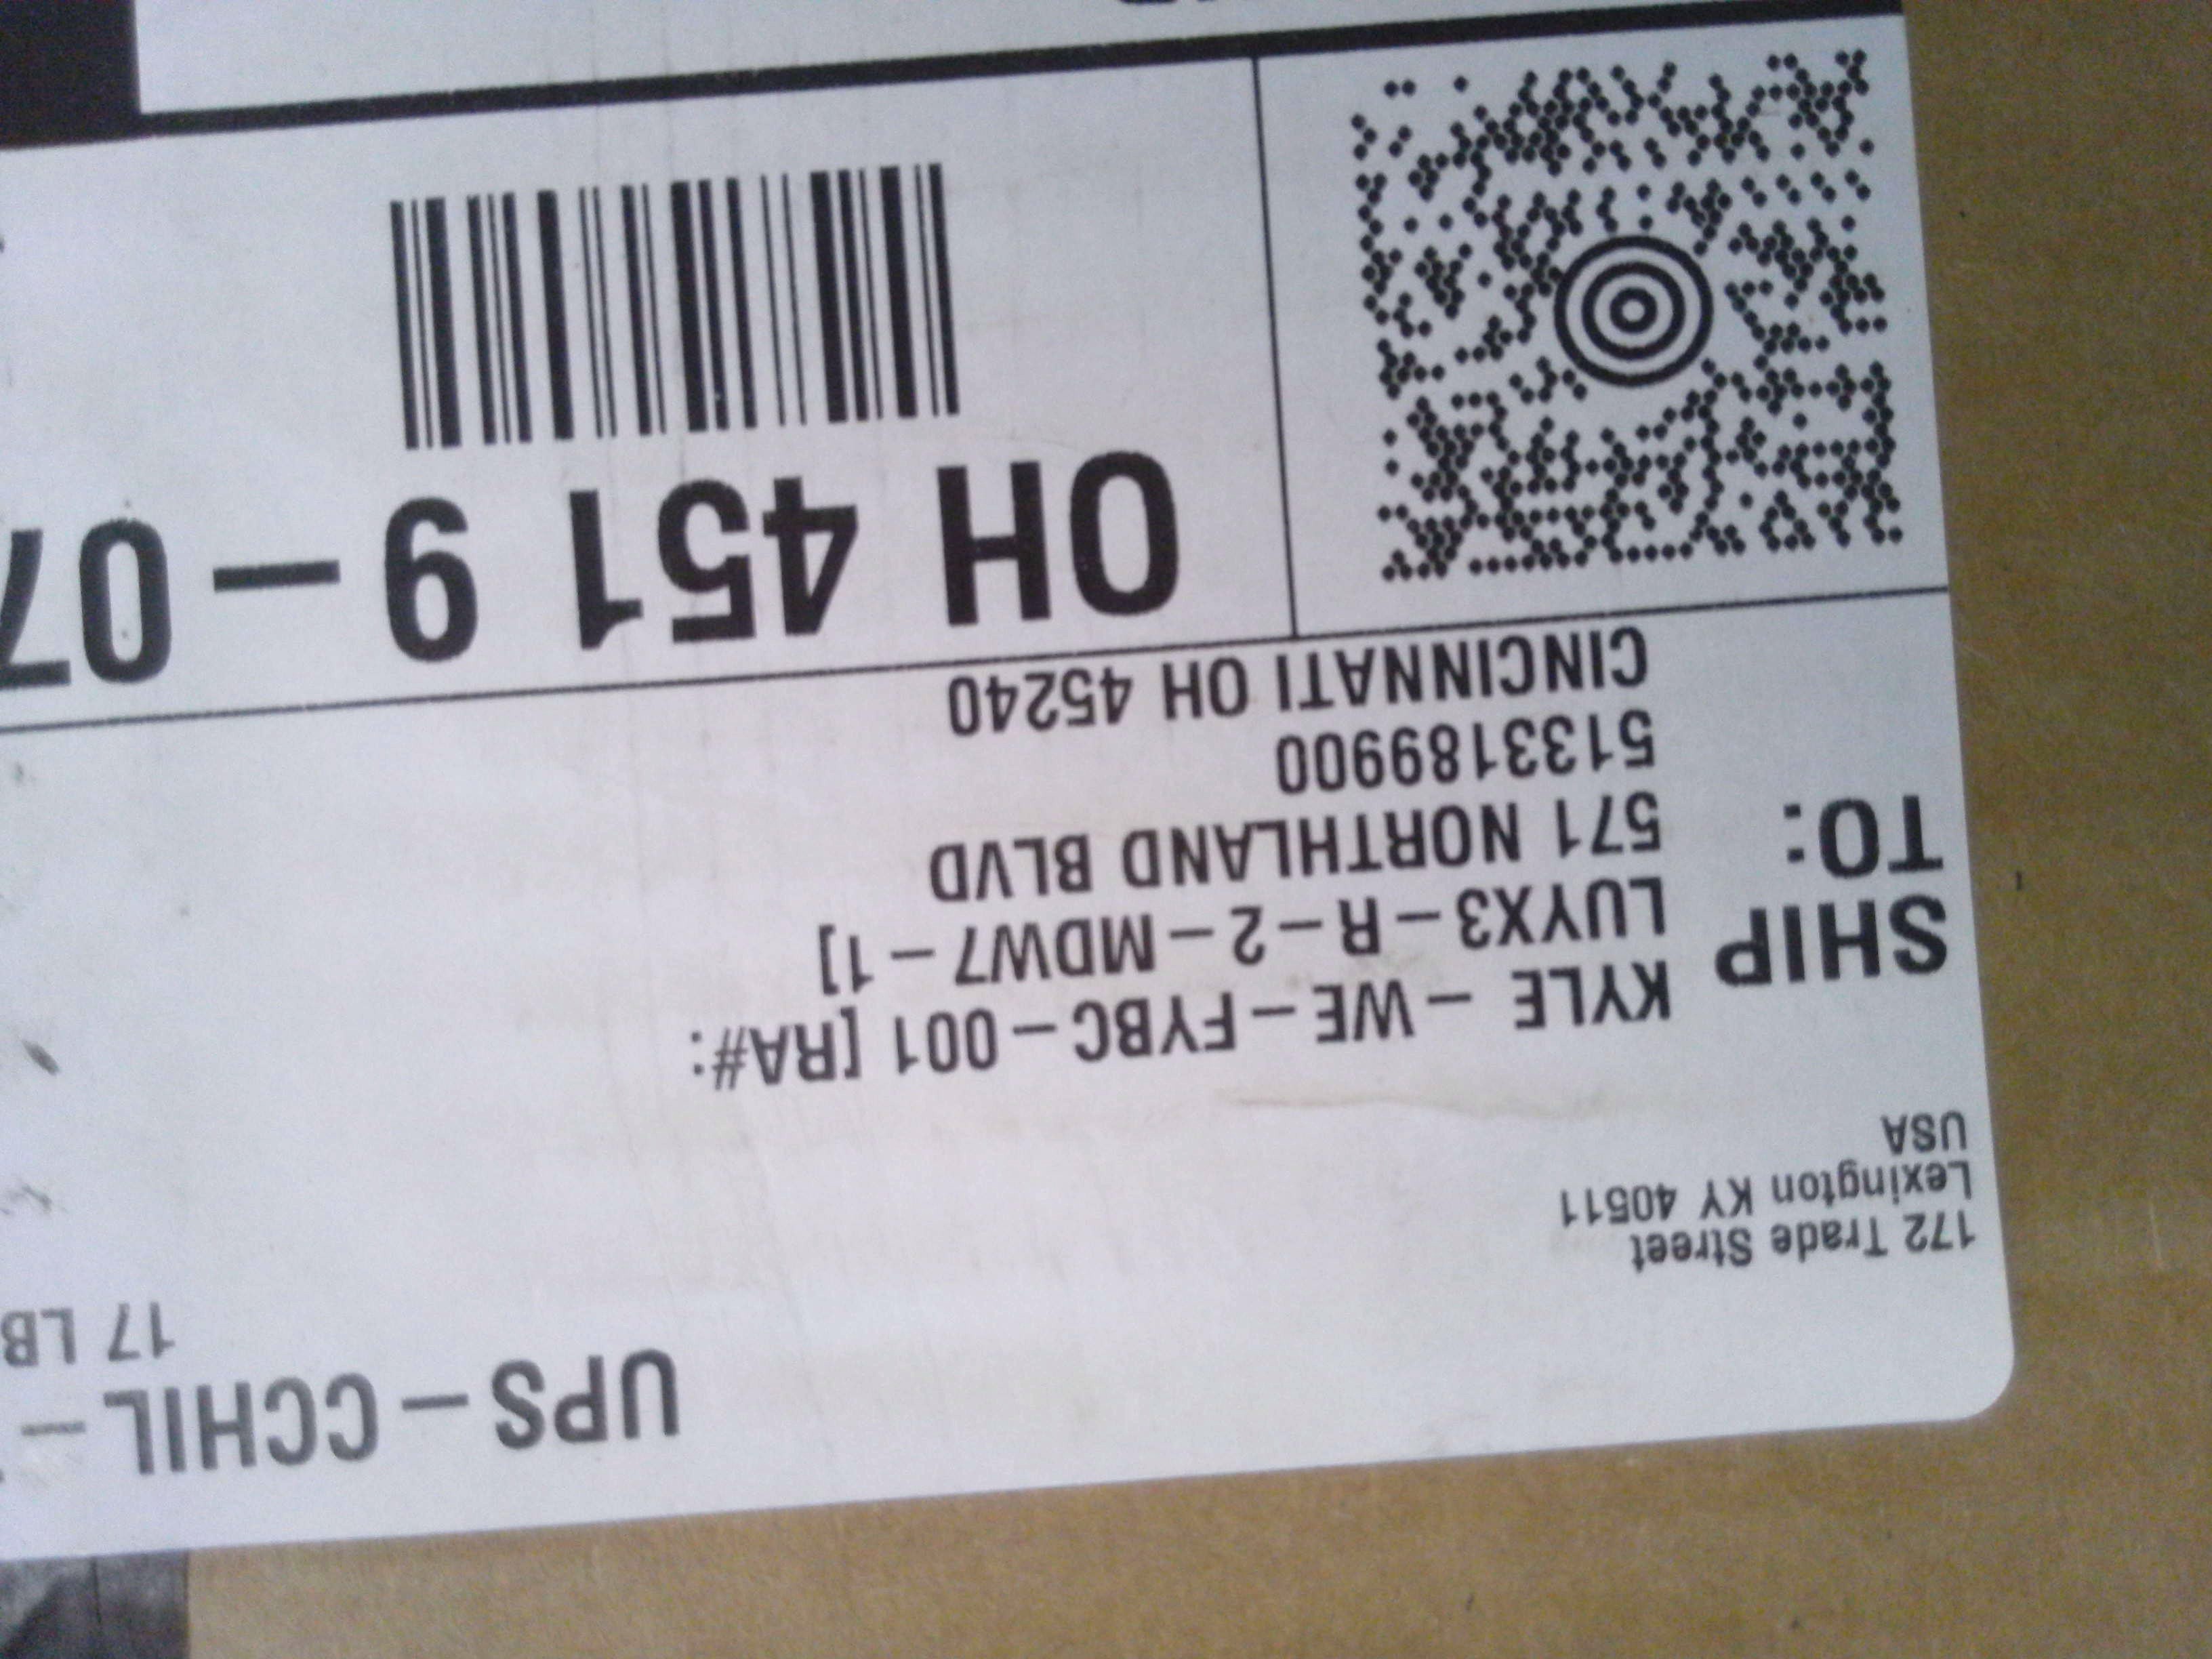 UPS - CCHIL -
17 LB
172 Trade Street
Lexington KY 40511
USA
SHIP
TO:
KYLE - WE-FYBC-001 [RA#:
LUYX3-R-2-MDW7-1]
571 NORTHLAND BLVD
5133189900
CINCINNATI OH 45240
OH 451 9-07